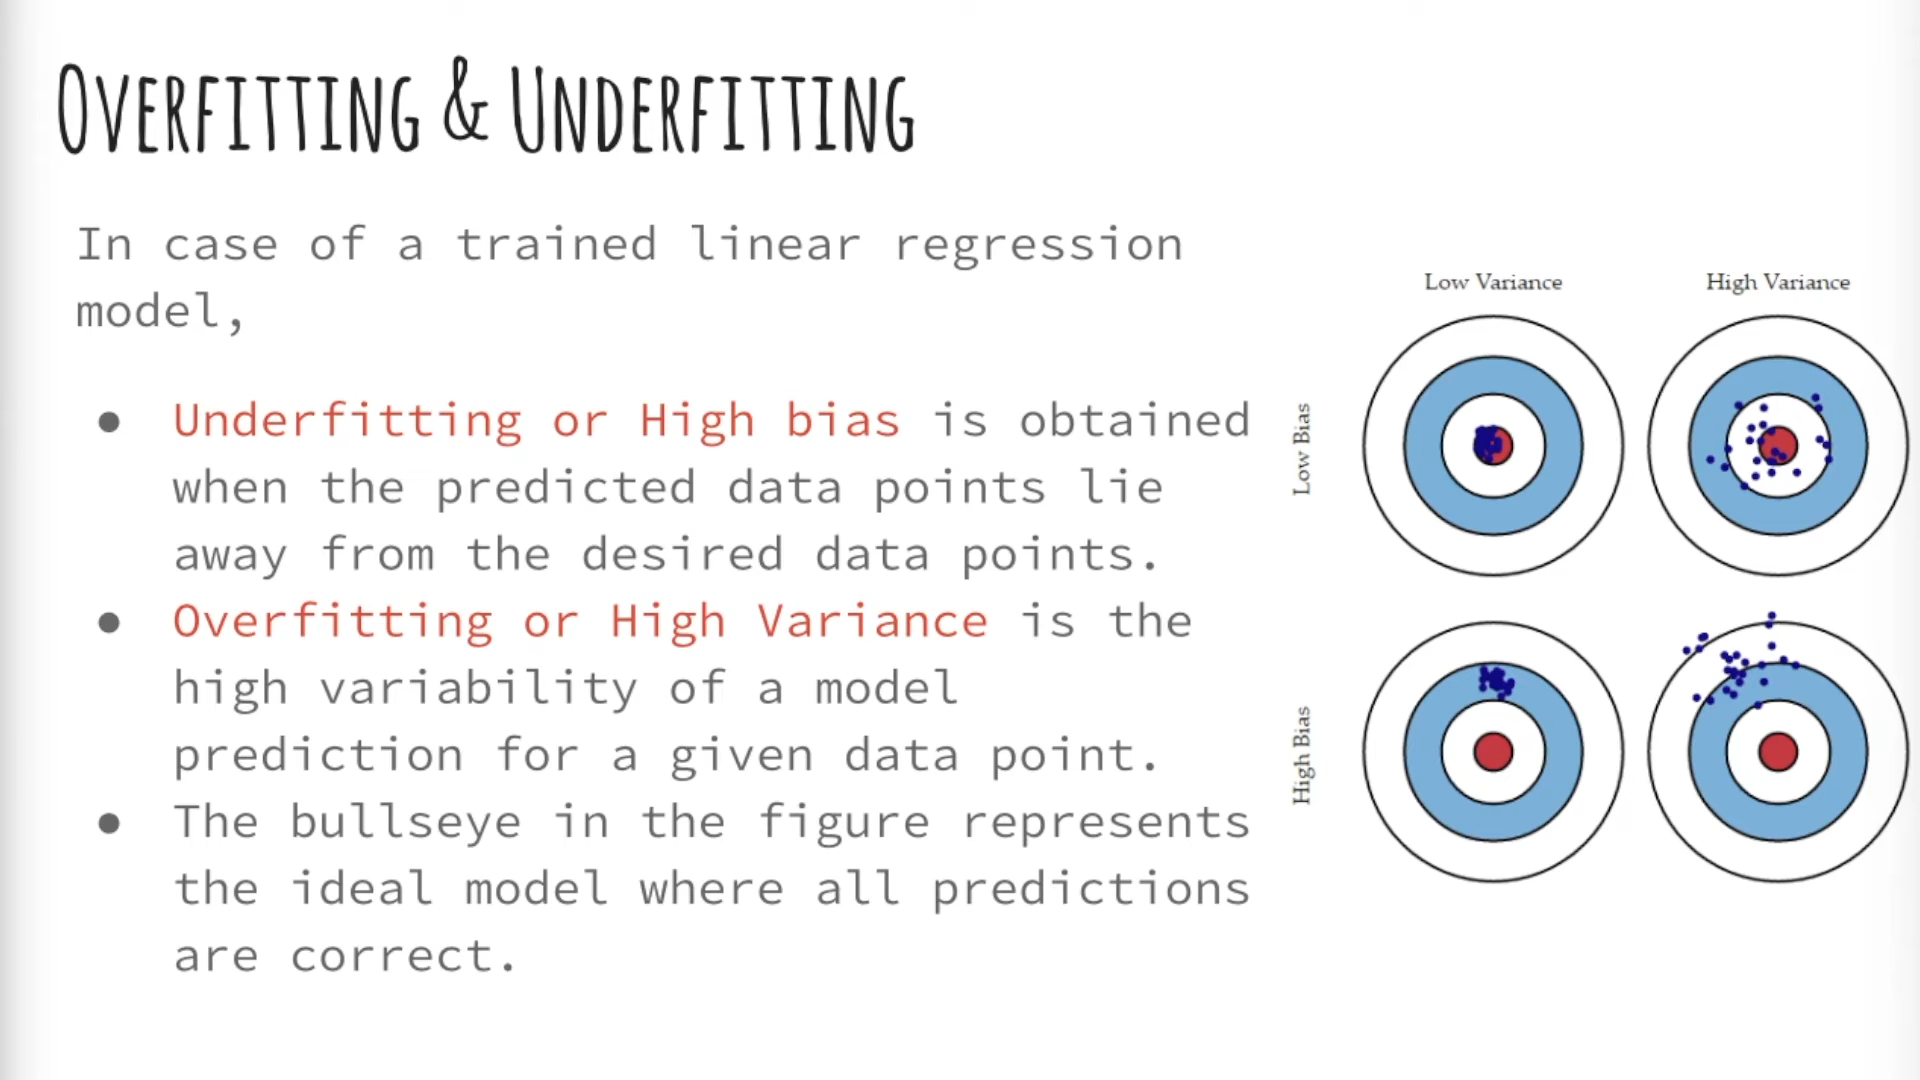 Overfitting & Underfitting
In case of a trained linear regression
model,
● Underfitting or High bias is obtained
when the predicted data points lie
away from the desired data points.
● Overfitting or High Variance is the
high variability of a model
prediction for a given data point.
● The bullseye in the figure represents
the ideal model where all predictions
are correct.
Low Variance
High Variance
Low Bias
High Bias